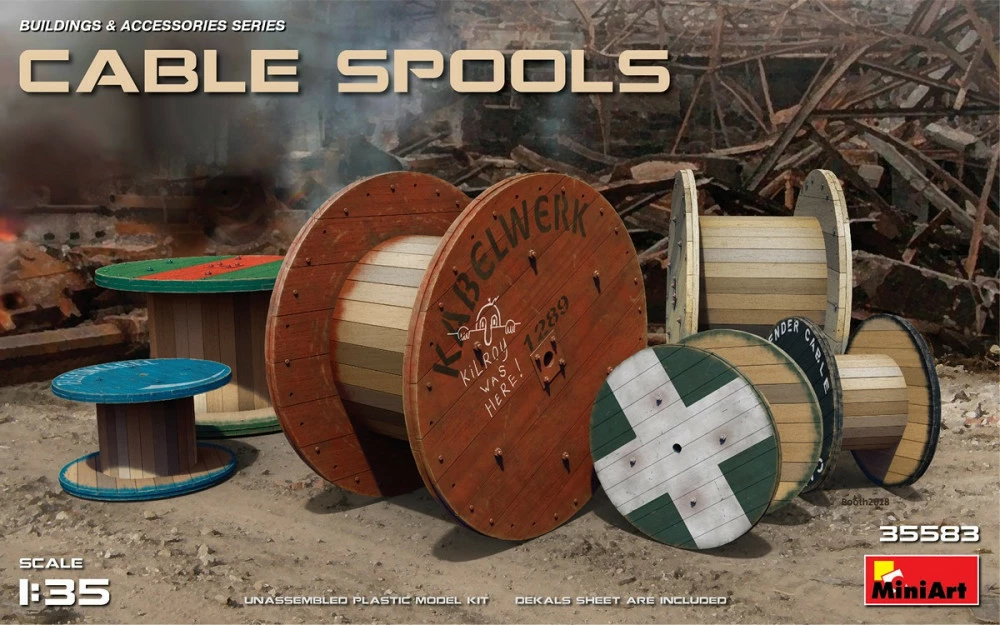 BUILDINGS & ACCESSORIES SERIES
CABLE SPOOLS
KABELWERK
1289
KiLROY
WAS
HERE!
ENDER CABLE
Booth2018
35583
SCALE
1:35
UNASSEMBLED PLASTIC MODEL KIT DEKALS SHEET ARE INCLUDED
MiniArt